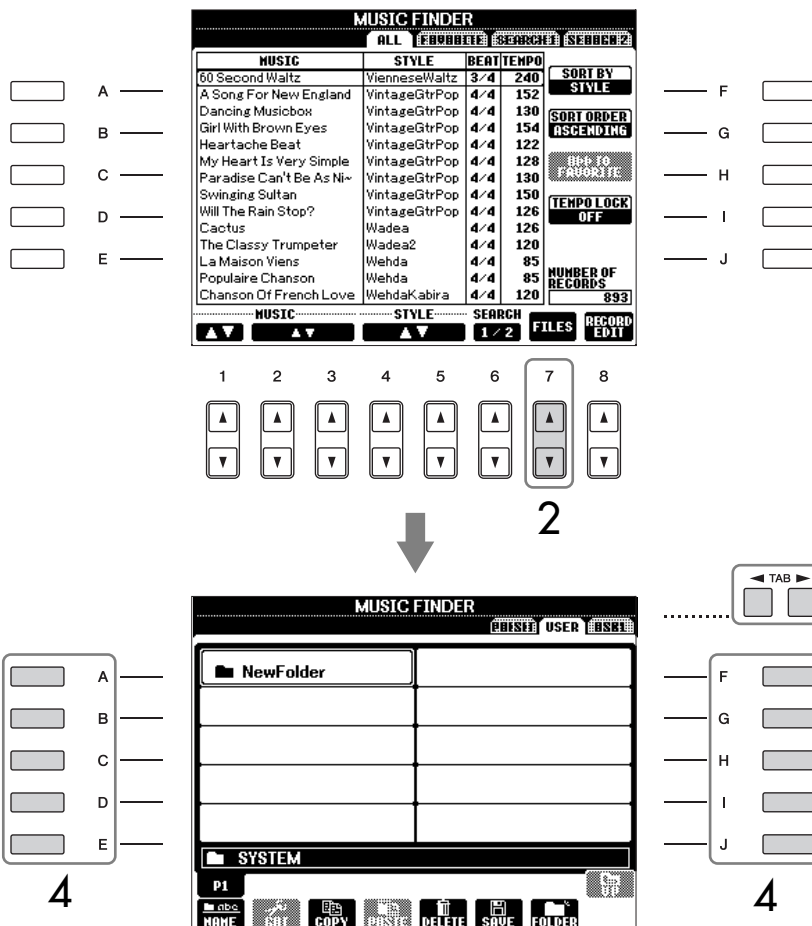 MUSIC FINDER
ALL FAVORITE SEARCH 1 SEARCH 2
MUSIC STYLE BEAT TEMPO
60 Second Waltz VienneseWaltz 3/4 240
A Song For New England VintageGtrPop 4/4 152
Dancing Musicbox VintageGtrPop 4/4 130
Girl With Brown Eyes VintageGtrPop 4/4 154
Heartache Beat VintageGtrPop 4/4 122
My Heart Is Very Simple VintageGtrPop 4/4 128
Paradise Can't Be As Ni~ VintageGtrPop 4/4 130
Swinging Sultan VintageGtrPop 4/4 150
Will The Rain Stop? VintageGtrPop 4/4 126
Cactus Wadea 4/4 126
The Classy Trumpeter Wadea2 4/4 120
La Maison Viens Wehda 4/4 85
Populaire Chanson Wehda 4/4 85
Chanson Of French Love WehdaKabira 4/4 120
SORT BY
STYLE
SORT ORDER
ASCENDING
ADD TO
FAVORITE
TEMPO LOCK
OFF
NUMBER OF
RECORDS
893
A
B
C
D
E
F
G
H
I
J
MUSIC STYLE SEARCH
▲▼ ▲▼ ▲▼ 1/2 FILES RECORD
EDIT
1 2 3 4 5 6 7 8
2
◄ TAB ►
MUSIC FINDER
PRESET USER USB1
NewFolder
A
B
C
D
E
F
G
H
I
J
SYSTEM
P1
UP
abc
NAME CUT COPY PASTE DELETE SAVE FOLDER
4
4